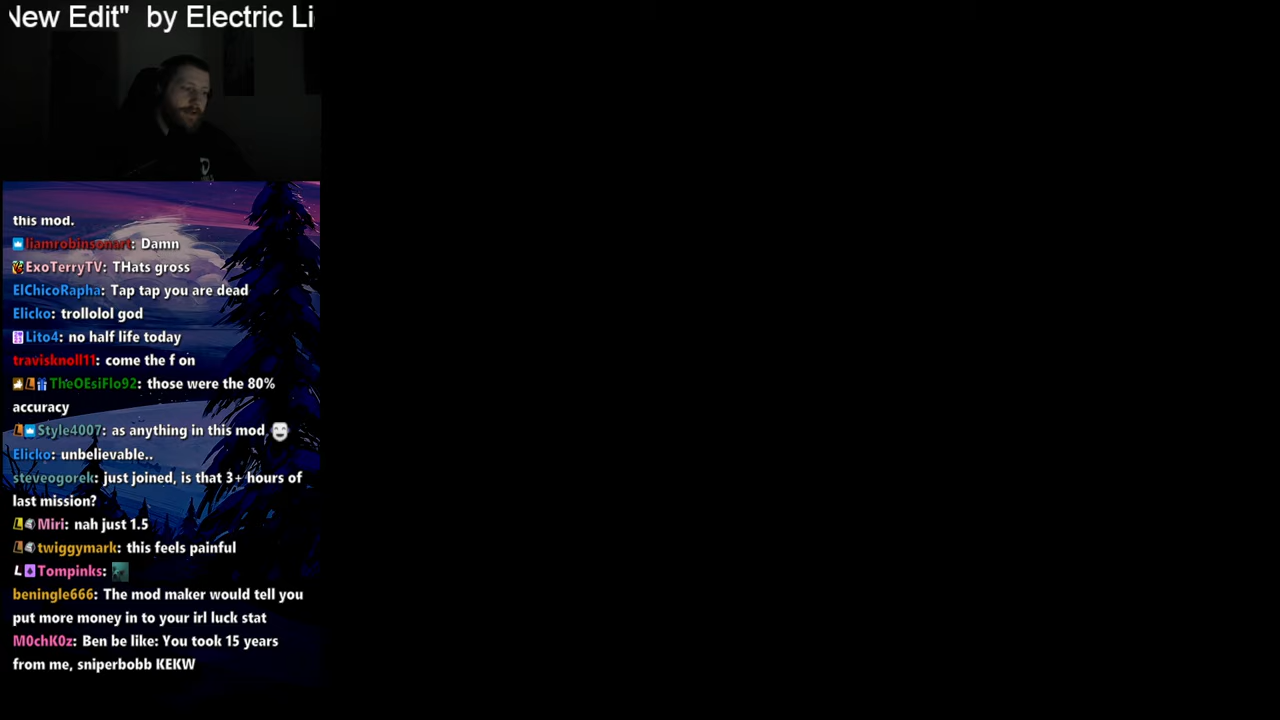 New Edit"  by Electric Li
this mod.
liamrobinsonart: Damn
ExoTerryTV: THats gross
ElChicoRapha: Tap tap you are dead
Elicko: trollolol god
Lito4: no half life today
travisknoll11: come the f on
TheOEsiFlo92: those were the 80%
accuracy
Style4007: as anything in this mod
Elicko: unbelievable..
steveogorek: just joined, is that 3+ hours of
last mission?
Miri: nah just 1.5
twiggymark: this feels painful
Tompinks:
beningle666: The mod maker would tell you
put more money in to your irl luck stat
M0chK0z: Ben be like: You took 15 years
from me, sniperbobb KEKW